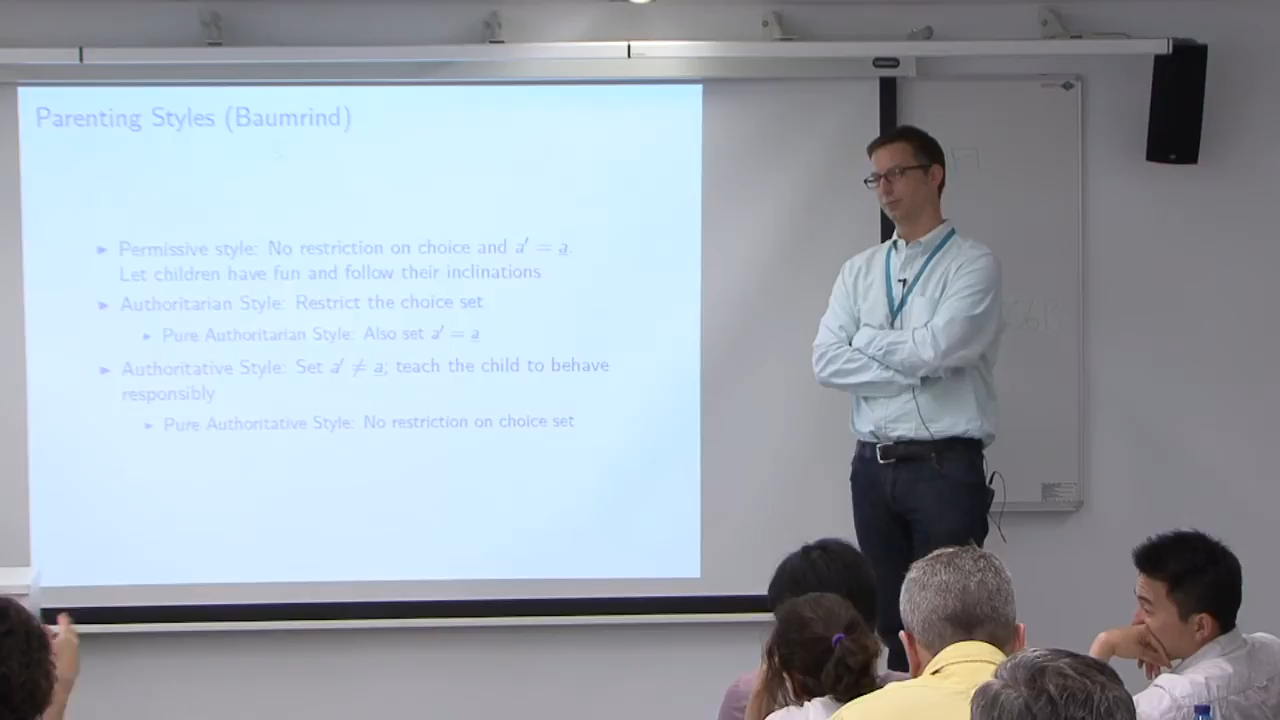 Parenting Styles (Baumrind)
▶ Permissive style: No restriction on choice and a′ = a̲.
Let children have fun and follow their inclinations
▶ Authoritarian Style: Restrict the choice set
▶ Pure Authoritarian Style: Also set a′ = a̲
▶ Authoritative Style: Set a′ ≠ a̲; teach the child to behave
responsibly
▶ Pure Authoritative Style: No restriction on choice set